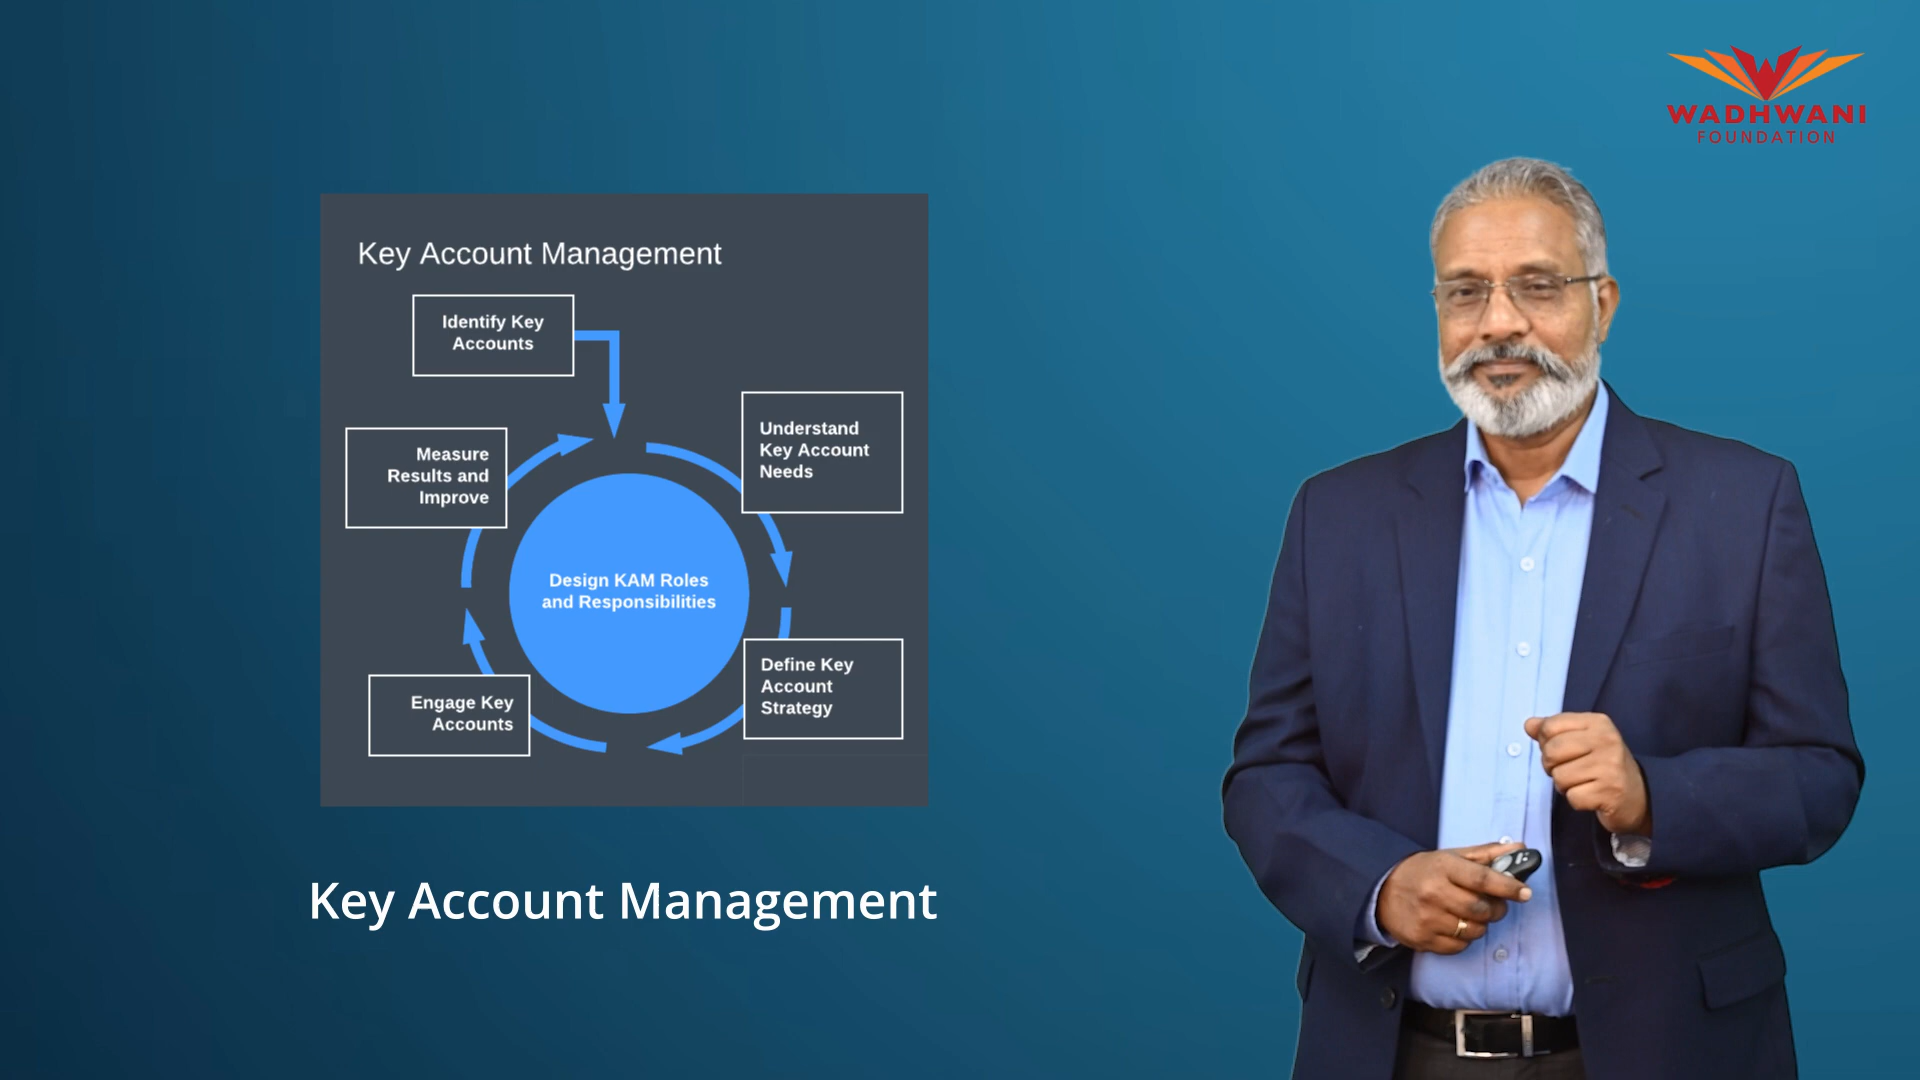 WADHWANI
FOUNDATION
Key Account Management
Identify Key
Accounts
Understand
Key Account
Needs
Measure
Results and
Improve
Design KAM Roles
and Responsibilities
Define Key
Account
Strategy
Engage Key
Accounts
Key Account Management